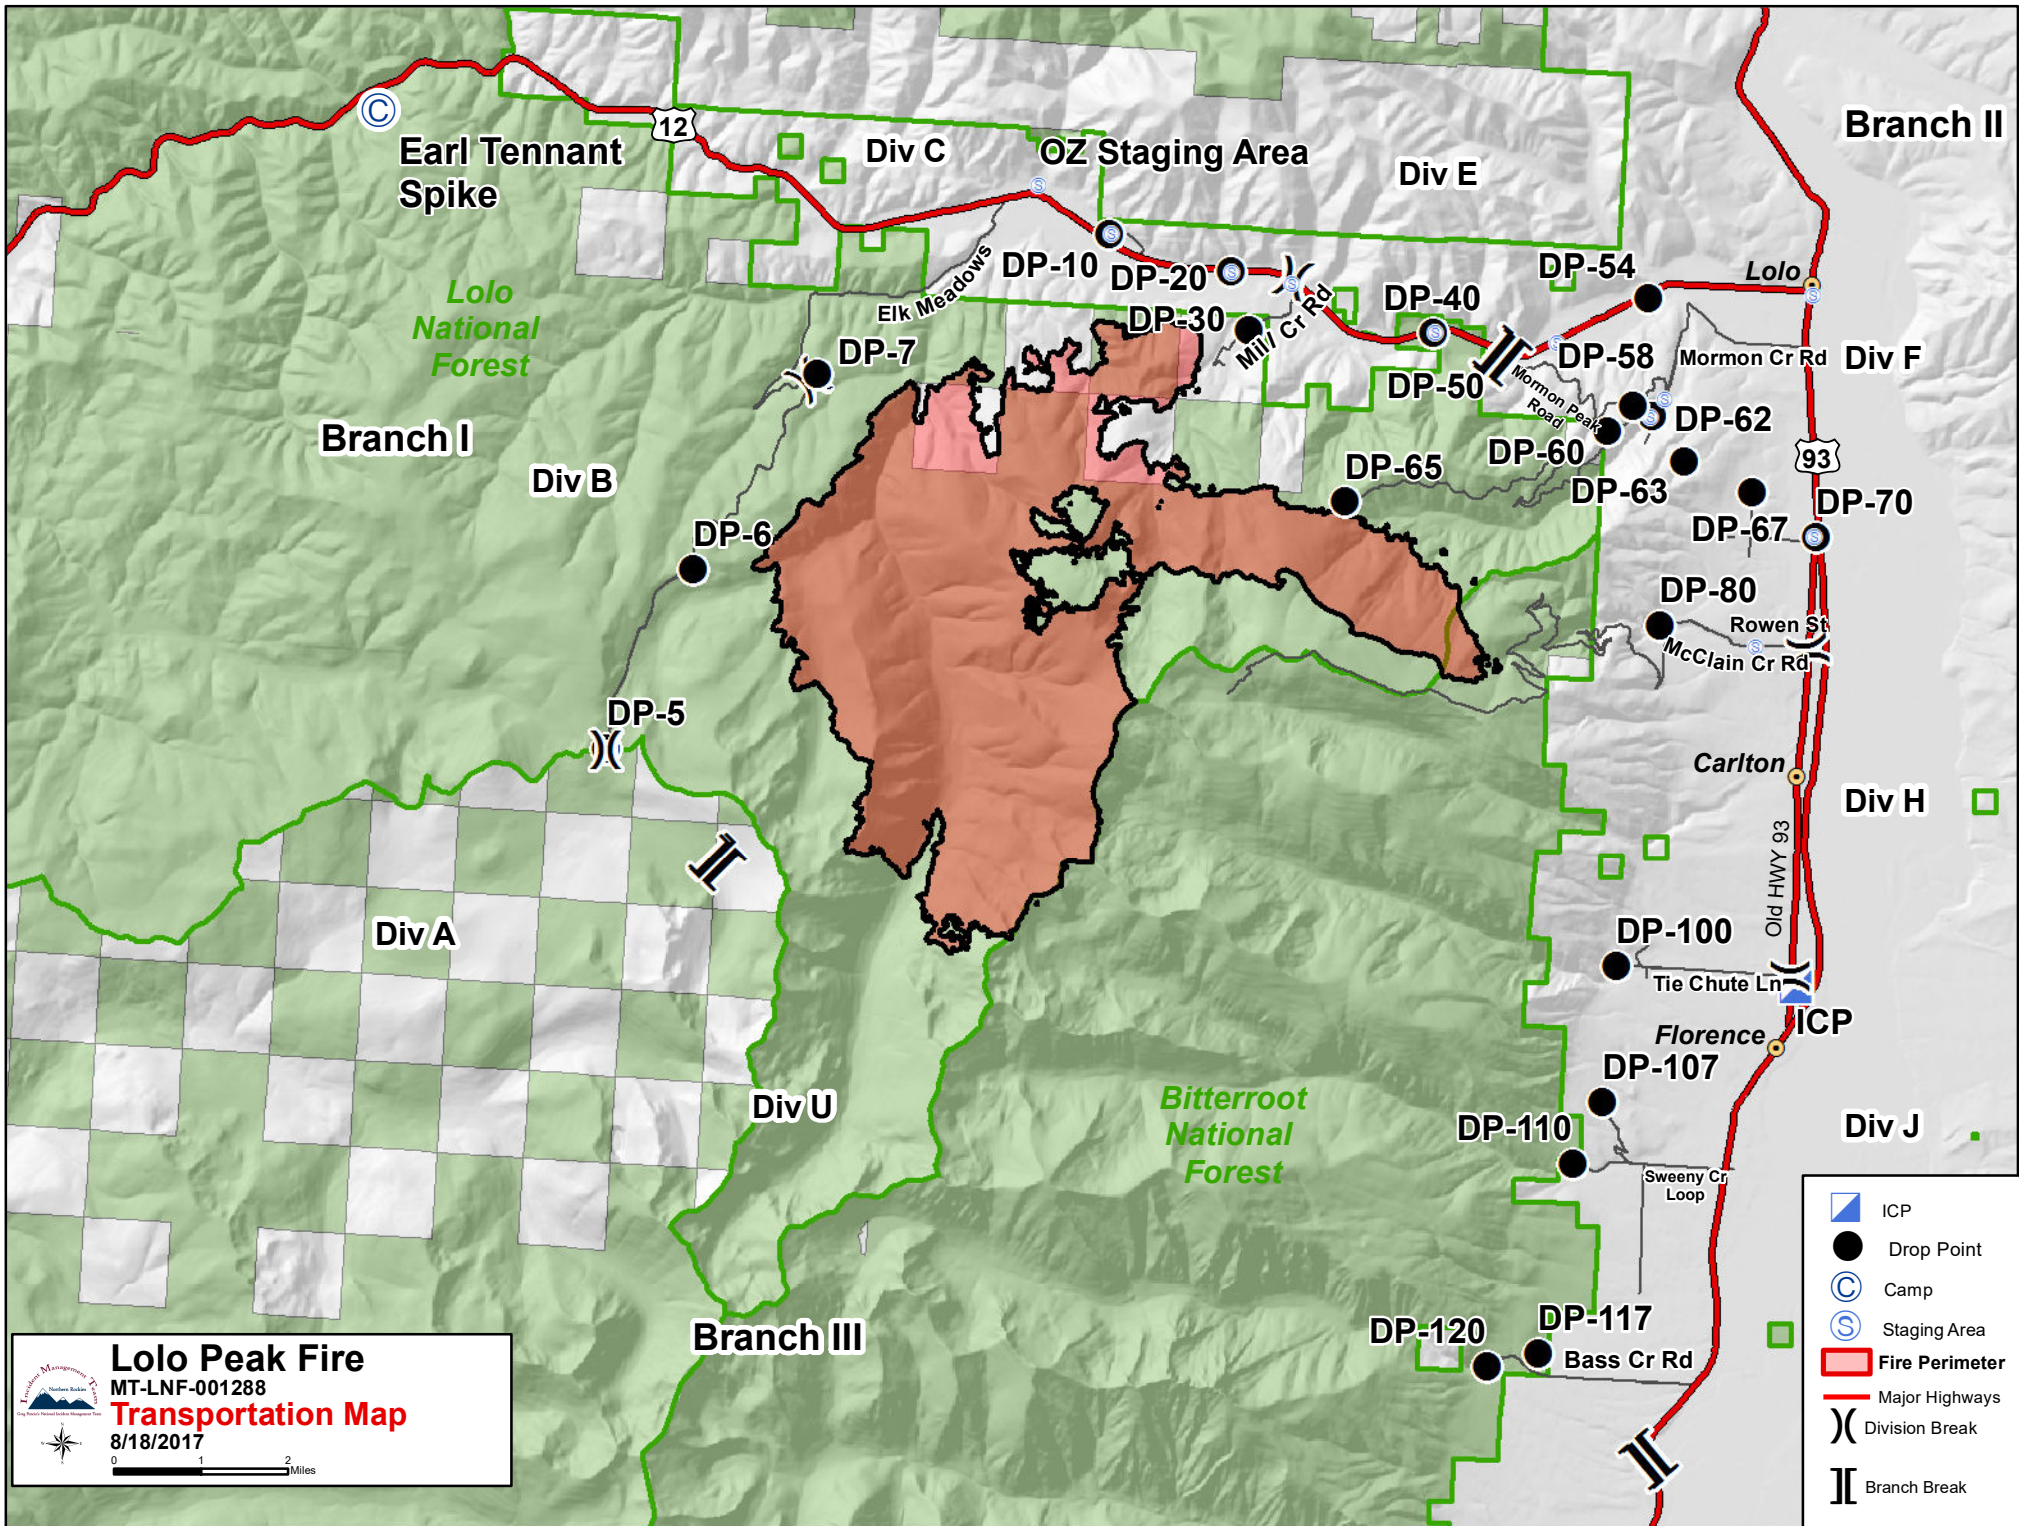 Branch II
12
Earl Tennant
Spike
Div C
OZ Staging Area
Div E
Lolo
National
Forest
Elk Meadows
DP-10
DP-20
DP-30
Mill Cr Rd
DP-40
DP-54
Lolo
DP-7
DP-50
DP-58
Mormon Cr Rd
Div F
Mormon Peak
Road
Branch I
Div B
DP-60
DP-62
DP-65
DP-63
93
DP-67
DP-70
DP-6
DP-80
Rowen St
McClain Cr Rd
DP-5
Carlton
Div H
Old HWY 93
Div A
DP-100
Tie Chute Ln
ICP
Florence
DP-107
Div U
Bitterroot
National
Forest
DP-110
Div J
Sweeny Cr
Loop
Branch III
DP-120
DP-117
Bass Cr Rd
Lolo Peak Fire
MT-LNF-001288
Transportation Map
8/18/2017
0 1 2
Miles
Incident Management Team
Northern Rockies
N
ICP
Drop Point
C
Camp
S
Staging Area
Fire Perimeter
Major Highways
Division Break
Branch Break